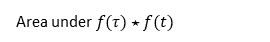 Area under 𝑓(𝜏) ⋆ 𝑓(𝑡)